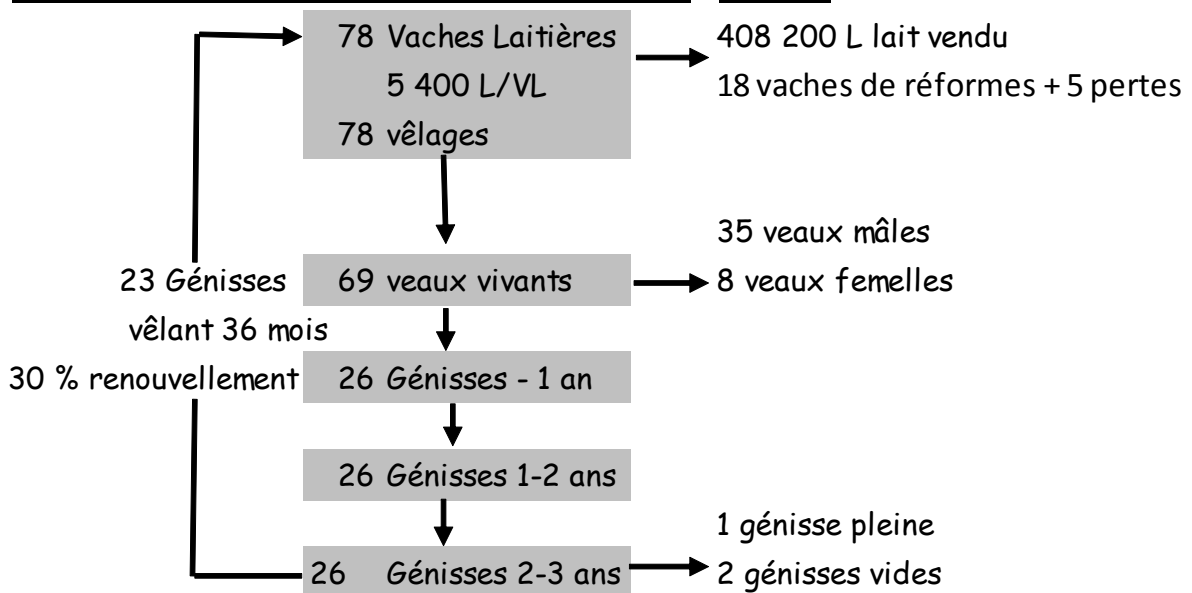 78 Vaches Laitières
5 400 L/VL
78 vêlages
408 200 L lait vendu
18 vaches de réformes + 5 pertes
35 veaux mâles
8 veaux femelles
69 veaux vivants
23 Génisses
vêlant 36 mois
30 % renouvellement
26 Génisses - 1 an
26 Génisses 1-2 ans
26 Génisses 2-3 ans
1 génisse pleine
2 génisses vides